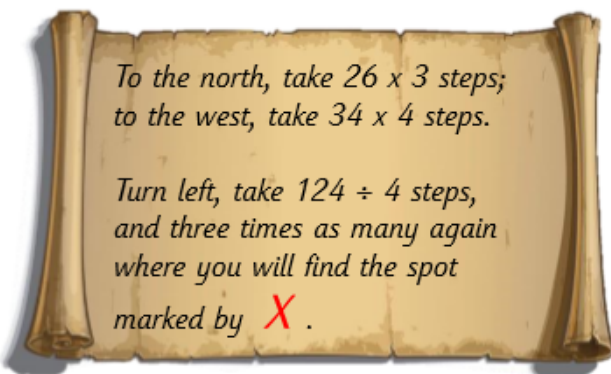 To the north, take 26 x 3 steps;
to the west, take 34 x 4 steps.
Turn left, take 124 ÷ 4 steps,
and three times as many again
where you will find the spot
marked by X .